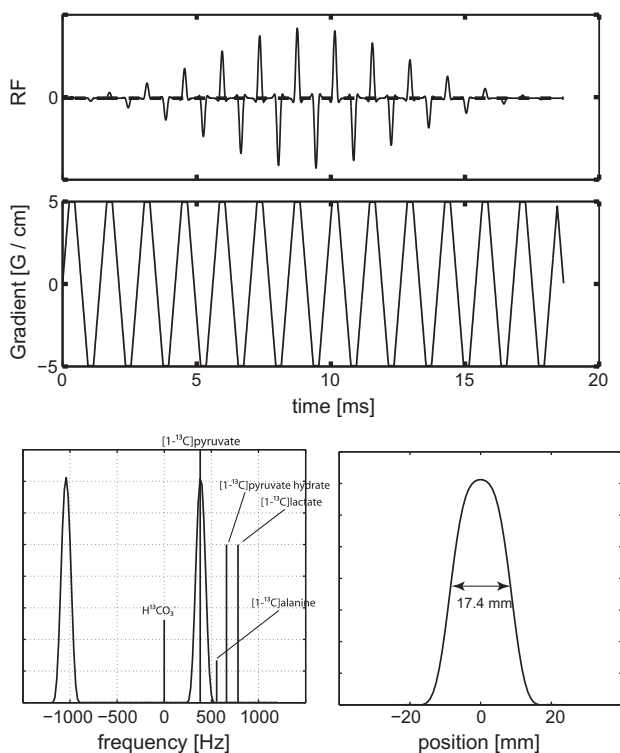 RF
0
Gradient [G / cm]
5
0
−5
0 5 10 15 20
time [ms]
[1-¹³C]pyruvate
[1-¹³C]pyruvate hydrate
[1-¹³C]lactate
H¹³CO₃⁻
[1-¹³C]alanine
−1000 −500 0 500 1000
frequency [Hz]
17.4 mm
−20 0 20
position [mm]